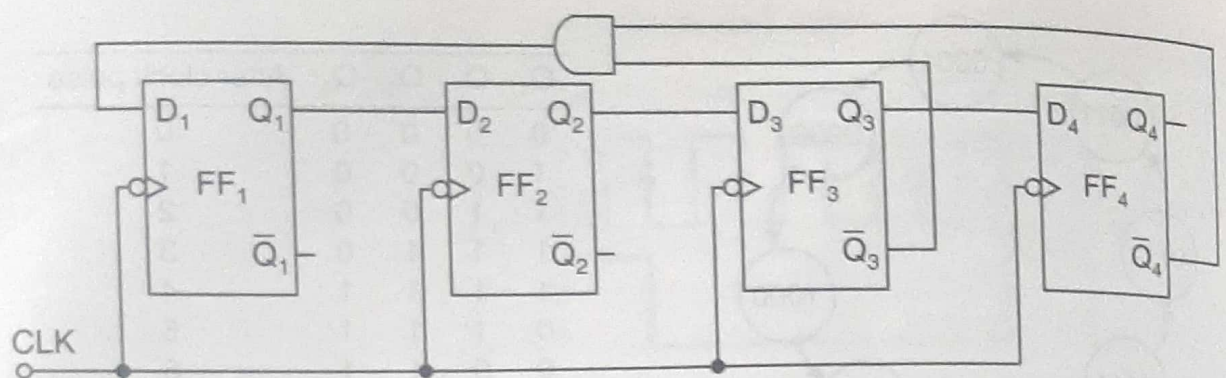 D₁ Q₁ D₂ Q₂ D₃ Q₃ D₄ Q₄
FF₁ FF₂ FF₃ FF₄
Q̅₁ Q̅₂ Q̅₃ Q̅₄
CLK